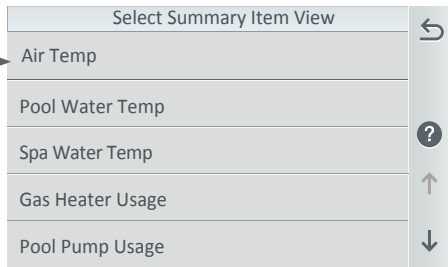 Select Summary Item View
Air Temp
Pool Water Temp
Spa Water Temp
Gas Heater Usage
Pool Pump Usage
?